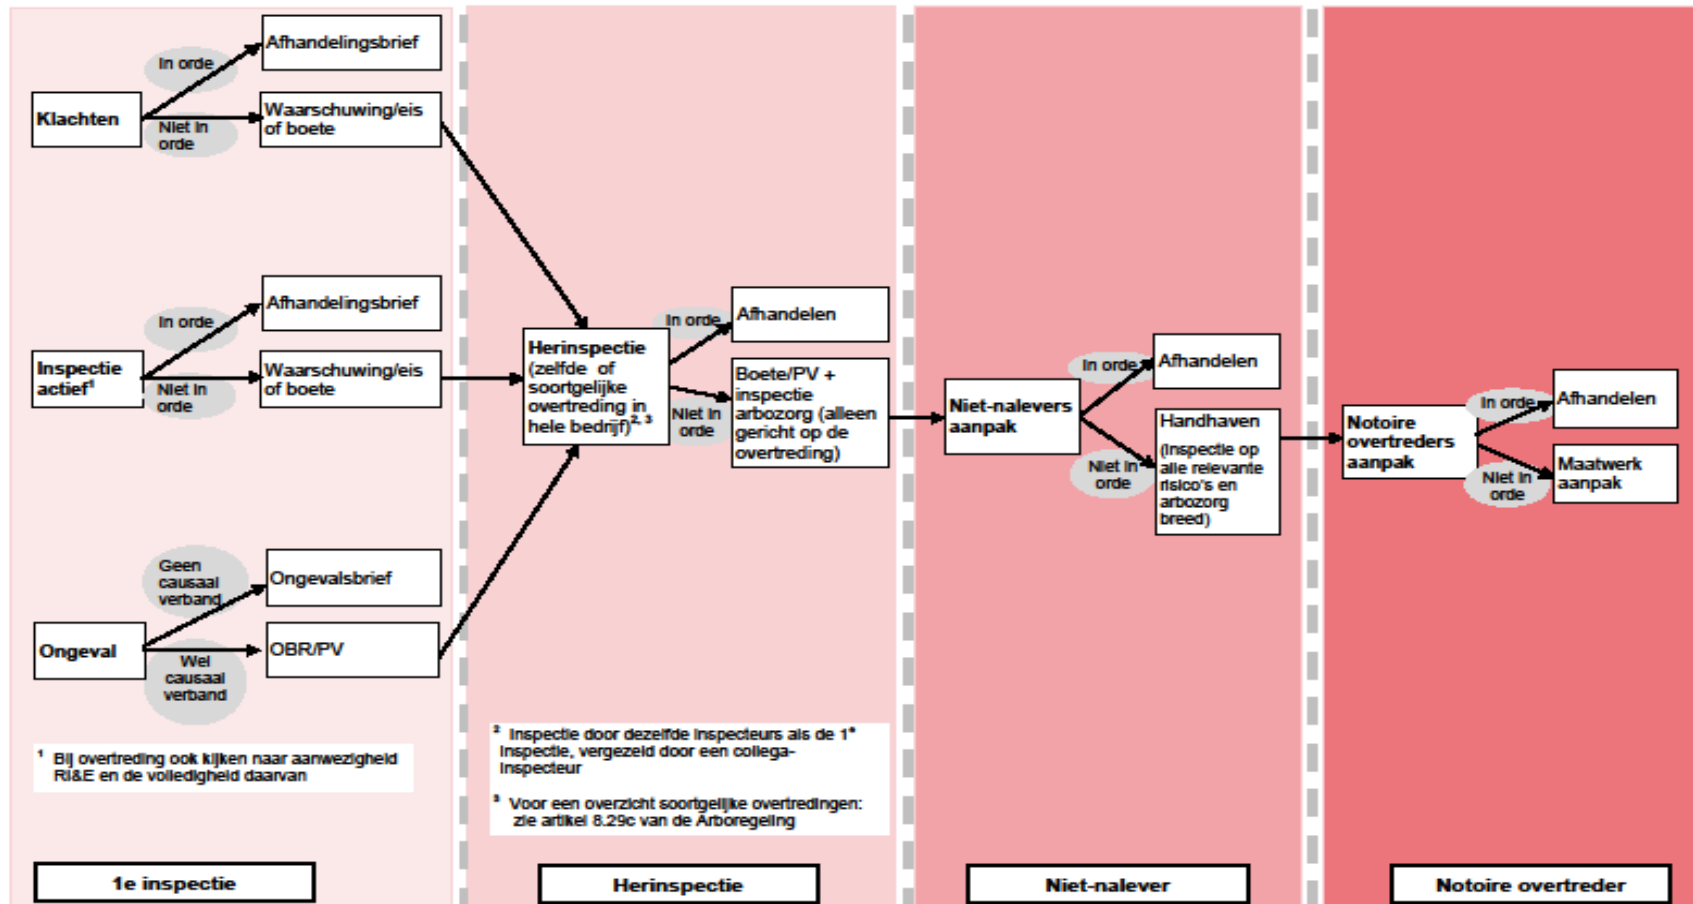 Afhandelingsbrief
In orde
Klachten
Waarschuwing/eis
of boete
Niet in
orde
Afhandelingsbrief
In orde
Inspectie
actief¹
Waarschuwing/eis
of boete
Niet in
orde
Geen
causaal
verband
Ongevalsbrief
Ongeval
OBR/PV
Wel
causaal
verband
¹ Bij overtreding ook kijken naar aanwezigheid
RI&E en de volledigheid daarvan
1e inspectie
Herinspectie
(zelfde of
soortgelijke
overtreding in
hele bedrijf)²,³
In orde
Afhandelen
Niet in
orde
Boete/PV +
inspectie
arbozorg (alleen
gericht op de
overtreding)
² Inspectie door dezelfde inspecteurs als de 1ᵉ
inspectie, vergezeld door een collega-
inspecteur
³ Voor een overzicht soortgelijke overtredingen:
zie artikel 8.29c van de Arboregeling
Herinspectie
Niet-nalevers
aanpak
In orde
Afhandelen
Niet in
orde
Handhaven
(Inspectie op
alle relevante
risico's en
arbozorg
breed)
Niet-nalever
Notoire
overtreders
aanpak
In orde
Afhandelen
Niet in
orde
Maatwerk
aanpak
Notoire overtreder